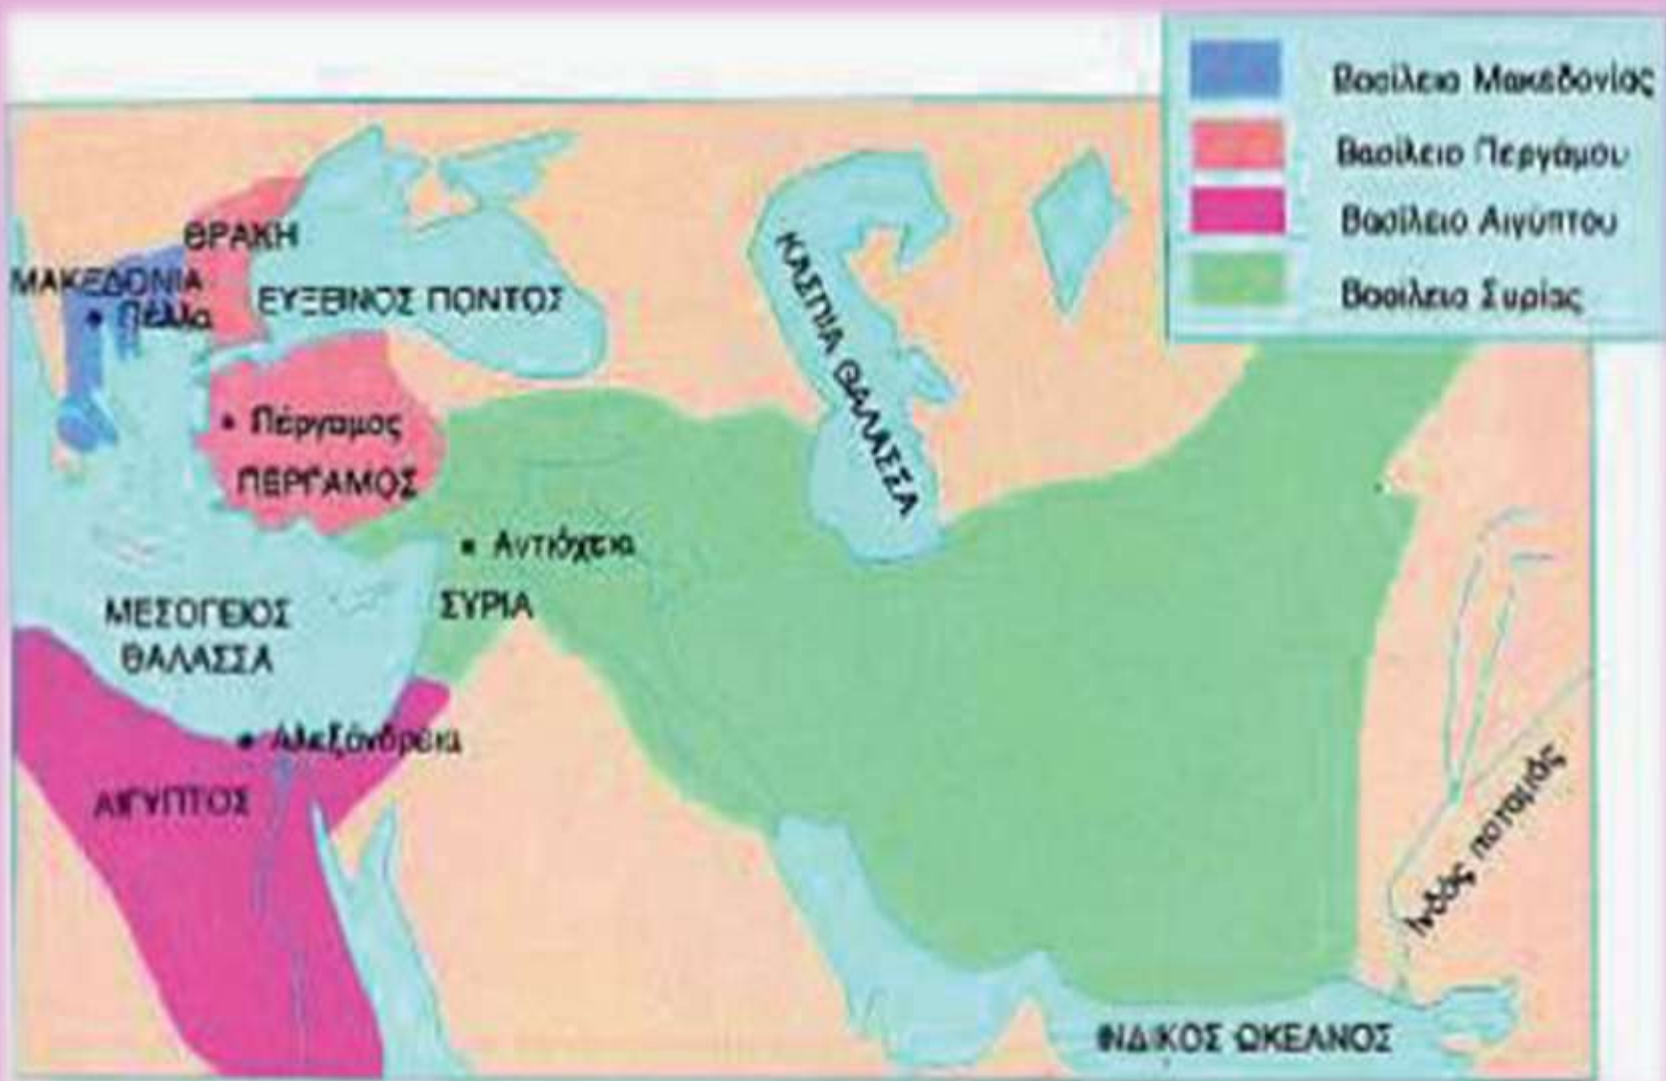 Βασίλειο Μακεδονίας
Βασίλειο Περγάμου
Βασίλειο Αιγύπτου
Βασίλειο Συρίας
ΘΡΑΚΗ
ΜΑΚΕΔΟΝΙΑ
Πέλλα
ΕΥΞΕΙΝΟΣ ΠΟΝΤΟΣ
ΚΑΣΠΙΑ ΘΑΛΑΣΣΑ
Πέργαμος
ΠΕΡΓΑΜΟΣ
Αντιόχεια
ΣΥΡΙΑ
ΜΕΣΟΓΕΙΟΣ
ΘΑΛΑΣΣΑ
Αλεξάνδρεια
ΑΙΓΥΠΤΟΣ
Ινδός ποταμός
ΙΝΔΙΚΟΣ ΩΚΕΑΝΟΣ